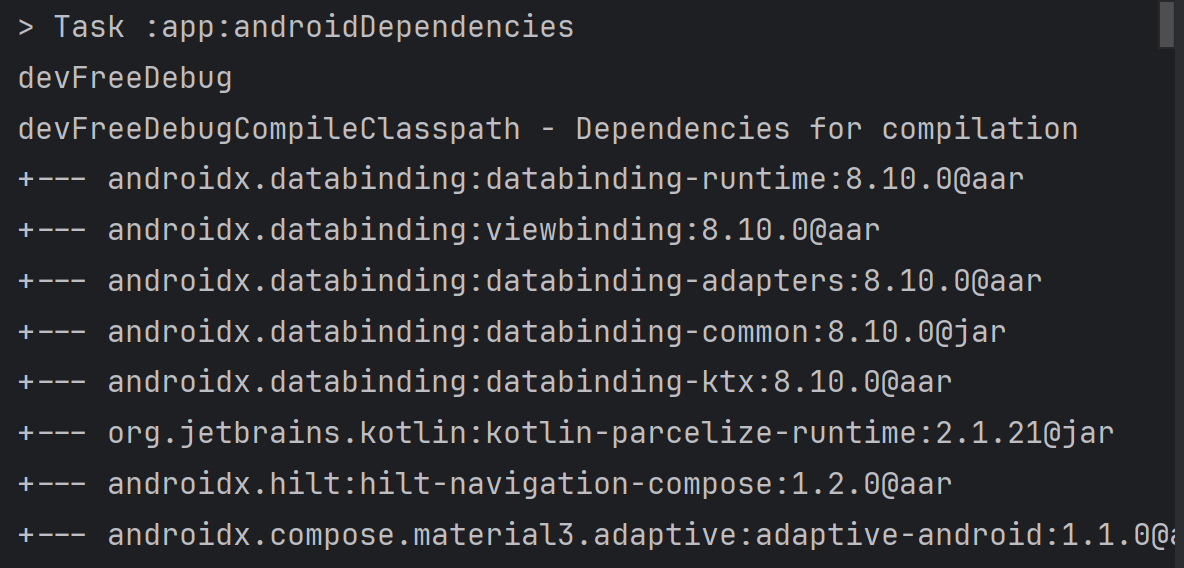 > Task :app:androidDependencies
devFreeDebug
devFreeDebugCompileClasspath - Dependencies for compilation
+--- androidx.databinding:databinding-runtime:8.10.0@aar
+--- androidx.databinding:viewbinding:8.10.0@aar
+--- androidx.databinding:databinding-adapters:8.10.0@aar
+--- androidx.databinding:databinding-common:8.10.0@jar
+--- androidx.databinding:databinding-ktx:8.10.0@aar
+--- org.jetbrains.kotlin:kotlin-parcelize-runtime:2.1.21@jar
+--- androidx.hilt:hilt-navigation-compose:1.2.0@aar
+--- androidx.compose.material3.adaptive:adaptive-android:1.1.0@